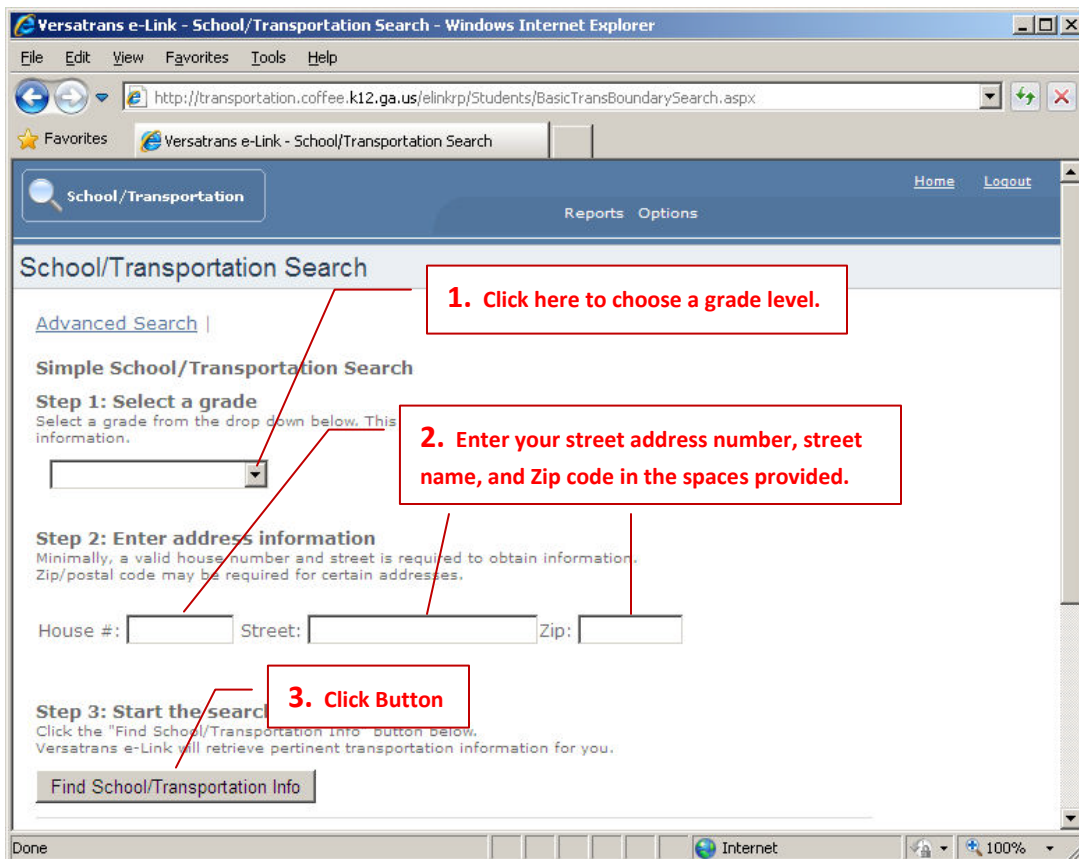 Versatrans e-Link - School/Transportation Search - Windows Internet Explorer
File Edit View Favorites Tools Help
http://transportation.coffee.k12.ga.us/elinkrp/Students/BasicTransBoundarySearch.aspx
Favorites Versatrans e-Link - School/Transportation Search
Home Logout
School/Transportation
Reports Options
School/Transportation Search
1. Click here to choose a grade level.
Advanced Search |
Simple School/Transportation Search
Step 1: Select a grade
Select a grade from the drop down below. This
information.
2. Enter your street address number, street
name, and Zip code in the spaces provided.
Step 2: Enter address information
Minimally, a valid house number and street is required to obtain information.
Zip/postal code may be required for certain addresses.
House #: Street: Zip:
3. Click Button
Step 3: Start the search
Click the "Find School/Transportation Info" button below.
Versatrans e-Link will retrieve pertinent transportation information for you.
Find School/Transportation Info
Done Internet 100%